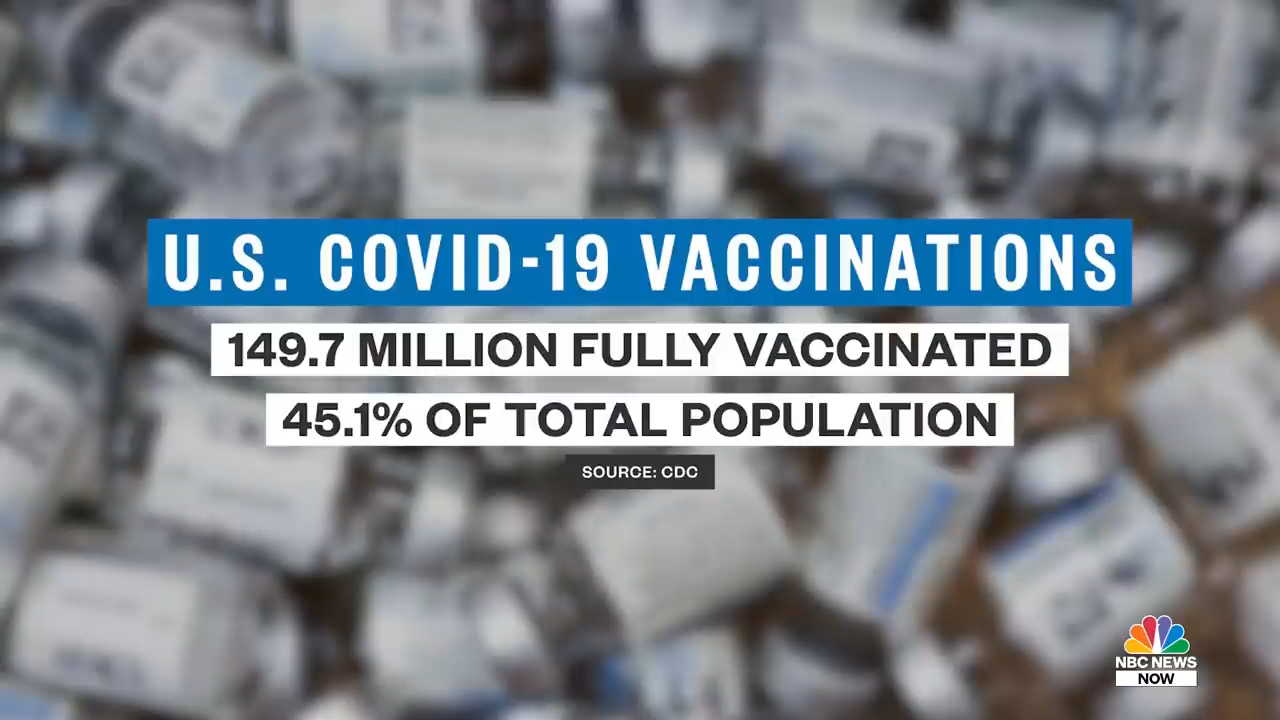 U.S. COVID-19 VACCINATIONS
149.7 MILLION FULLY VACCINATED
45.1% OF TOTAL POPULATION
SOURCE: CDC
NBC NEWS
NOW